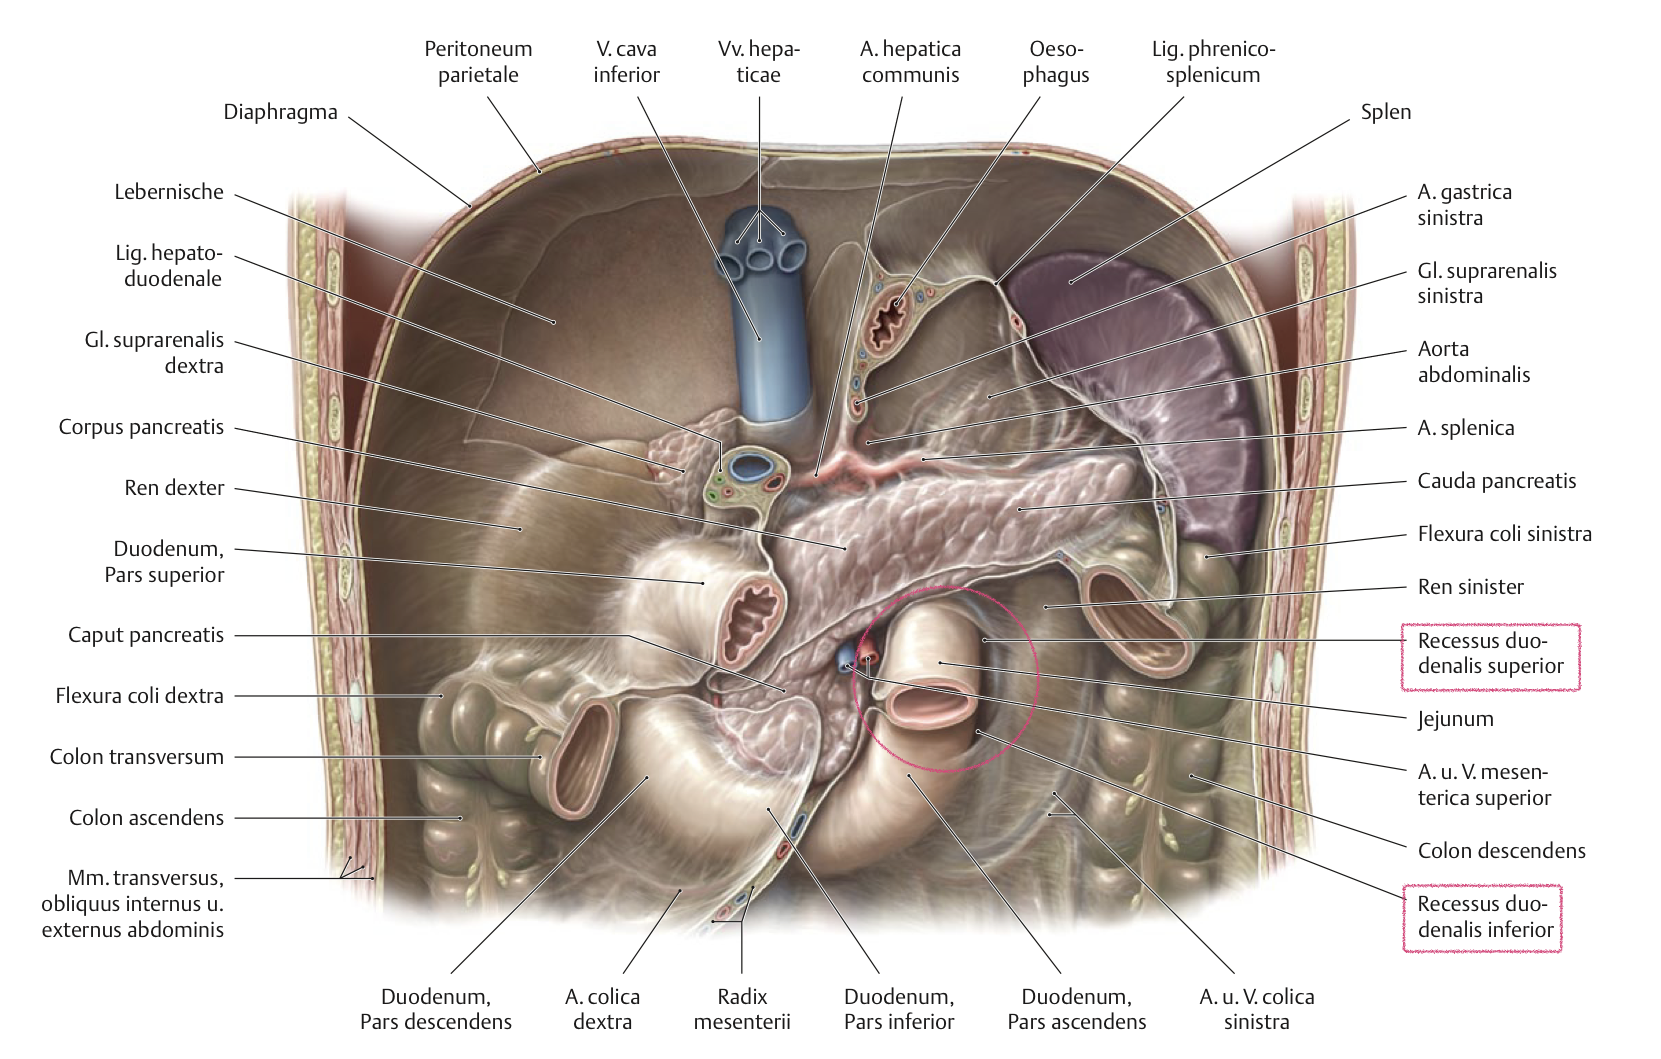 Peritoneum
parietale
V. cava
inferior
Vv. hepa-
ticae
A. hepatica
communis
Oeso-
phagus
Lig. phrenico-
splenicum
Diaphragma
Splen
Lebernische
Lig. hepato-
duodenale
Gl. suprarenalis
dextra
Corpus pancreatis
Ren dexter
Duodenum,
Pars superior
Caput pancreatis
Flexura coli dextra
Colon transversum
Colon ascendens
Mm. transversus,
obliquus internus u.
externus abdominis
A. gastrica
sinistra
Gl. suprarenalis
sinistra
Aorta
abdominalis
A. splenica
Cauda pancreatis
Flexura coli sinistra
Ren sinister
Recessus duo-
denalis superior
Jejunum
A. u. V. mesen-
terica superior
Colon descendens
Recessus duo-
denalis inferior
Duodenum,
Pars descendens
A. colica
dextra
Radix
mesenterii
Duodenum,
Pars inferior
Duodenum,
Pars ascendens
A. u. V. colica
sinistra